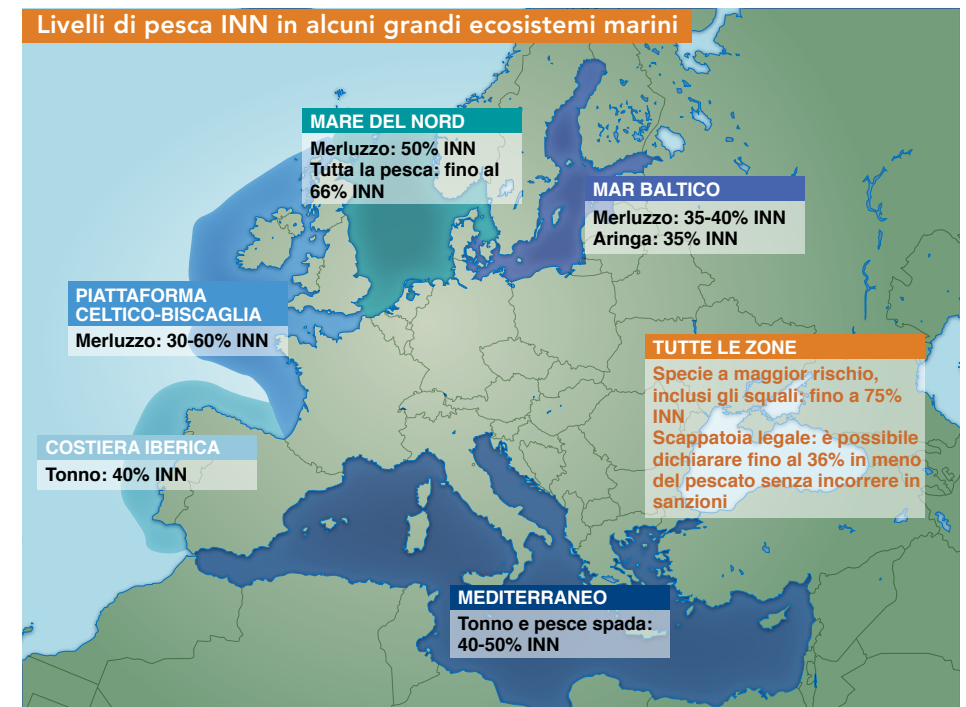 Livelli di pesca INN in alcuni grandi ecosistemi marini
MARE DEL NORD
Merluzzo: 50% INN
Tutta la pesca: fino al
66% INN
MAR BALTICO
Merluzzo: 35-40% INN
Aringa: 35% INN
PIATTAFORMA
CELTICO-BISCAGLIA
Merluzzo: 30-60% INN
TUTTE LE ZONE
Specie a maggior rischio,
inclusi gli squali: fino a 75%
INN
Scappatoia legale: è possibile
dichiarare fino al 36% in meno
del pescato senza incorrere in
sanzioni
COSTIERA IBERICA
Tonno: 40% INN
MEDITERRANEO
Tonno e pesce spada:
40-50% INN